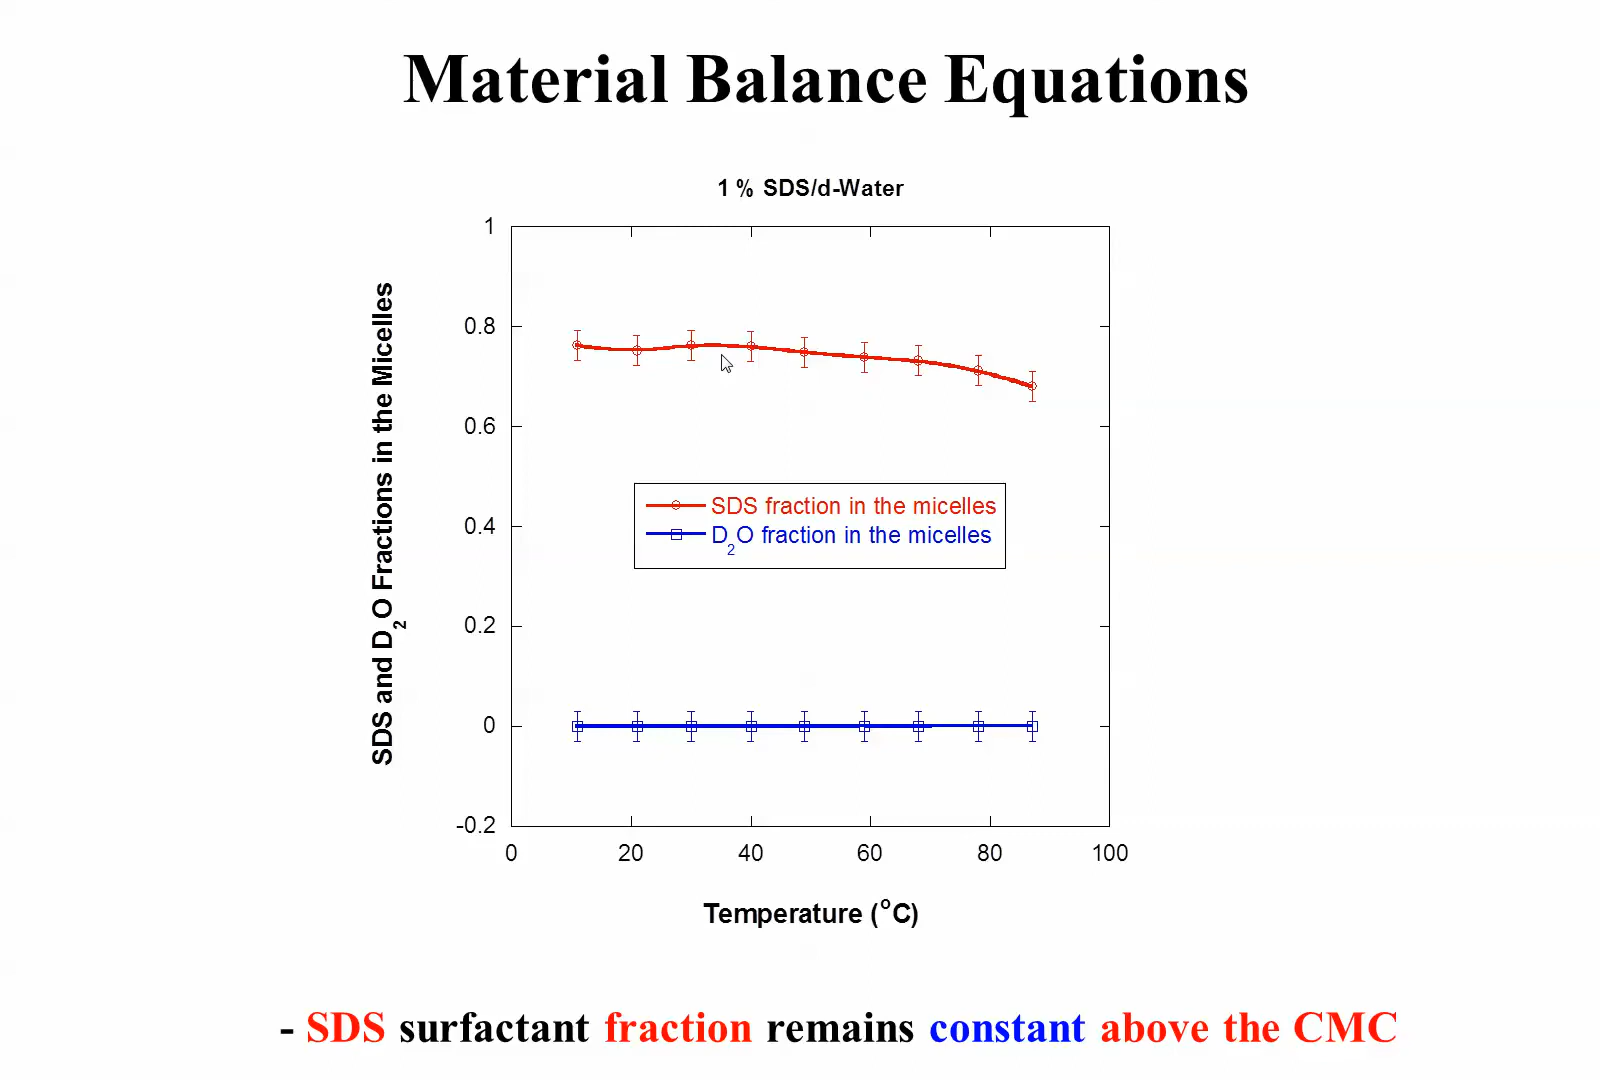 Material Balance Equations
1 % SDS/d-Water
SDS and D2O Fractions in the Micelles
1
0.8
0.6
0.4
0.2
0
-0.2
SDS fraction in the micelles
D2O fraction in the micelles
0 20 40 60 80 100
Temperature (°C)
- SDS surfactant fraction remains constant above the CMC